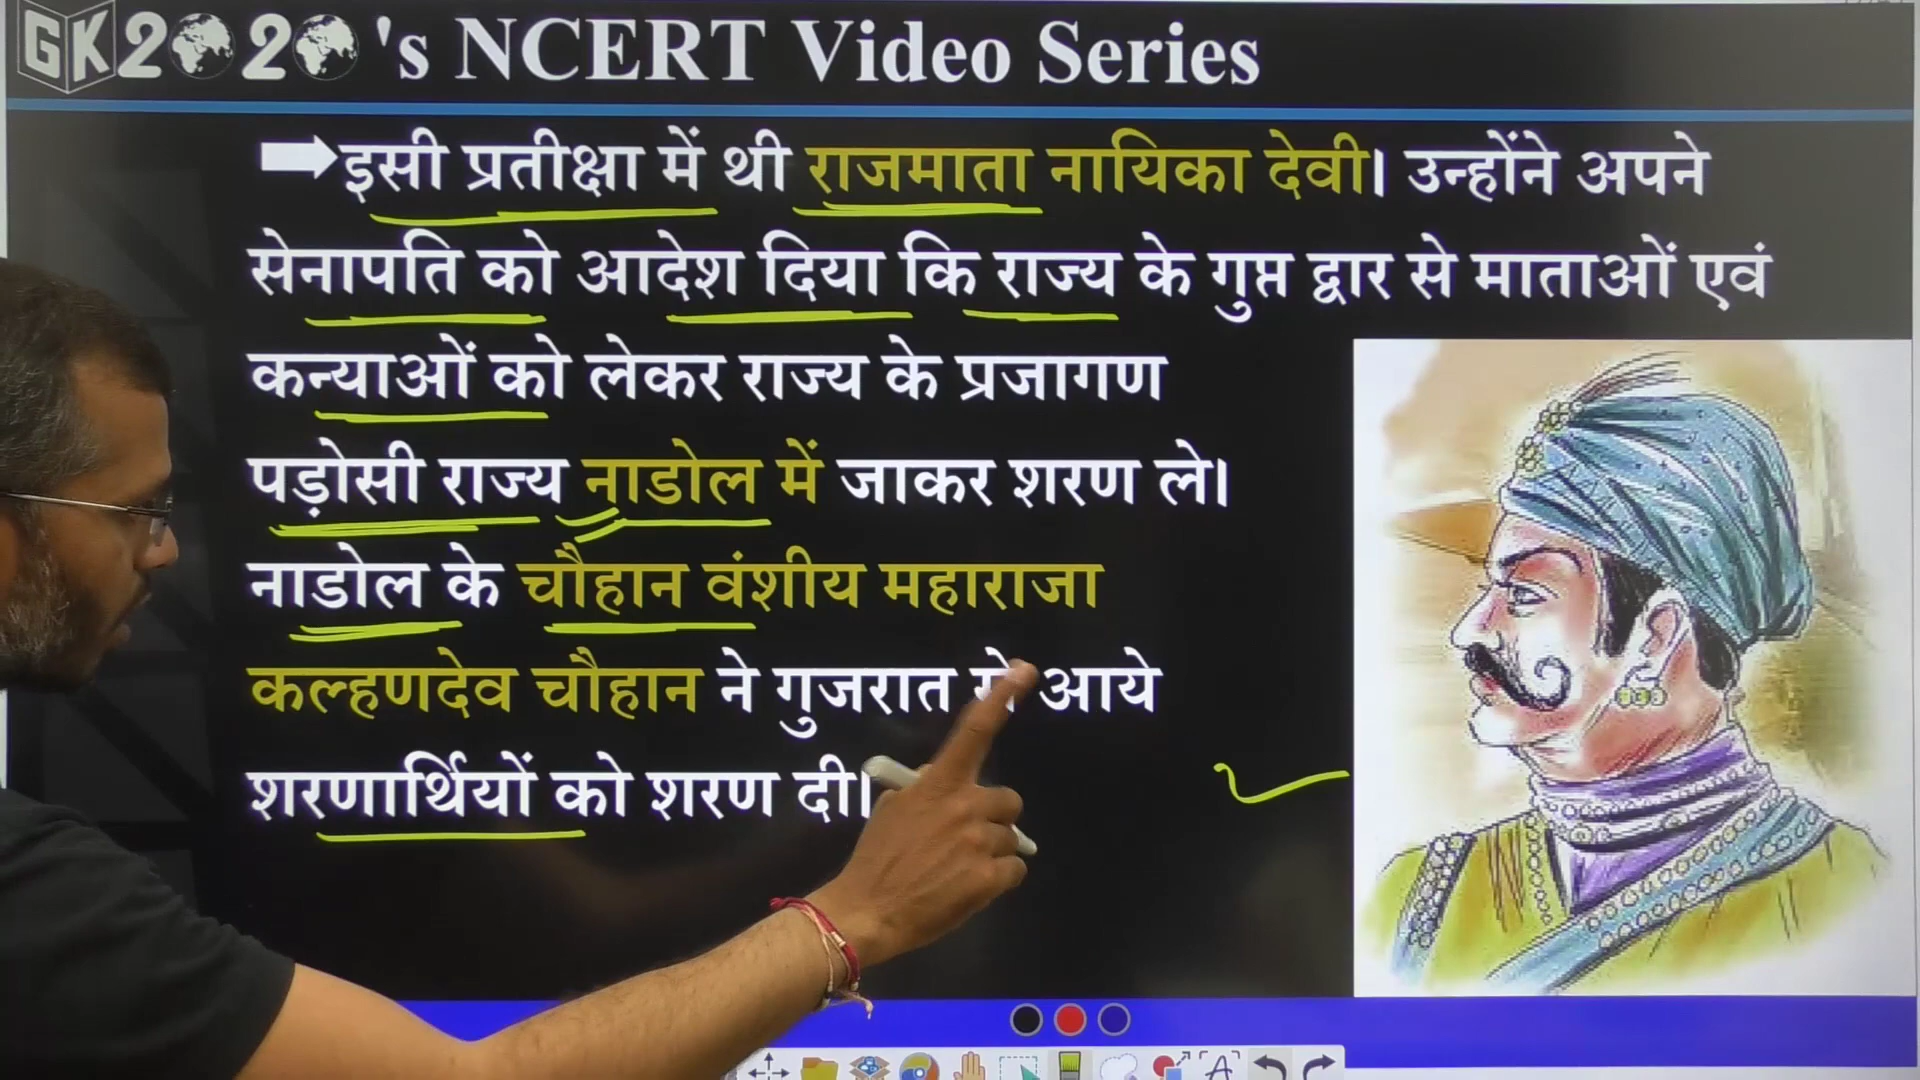 GK2020's NCERT Video Series
इसी प्रतीक्षा में थी राजमाता नायिका देवी। उन्होंने अपने
सेनापति को आदेश दिया कि राज्य के गुप्त द्वार से माताओं एवं
कन्याओं को लेकर राज्य के प्रजागण
पड़ोसी राज्य नाडोल में जाकर शरण ले।
नाडोल के चौहान वंशीय महाराजा
कल्हणदेव चौहान ने गुजरात आये
शरणार्थियों को शरण दी।